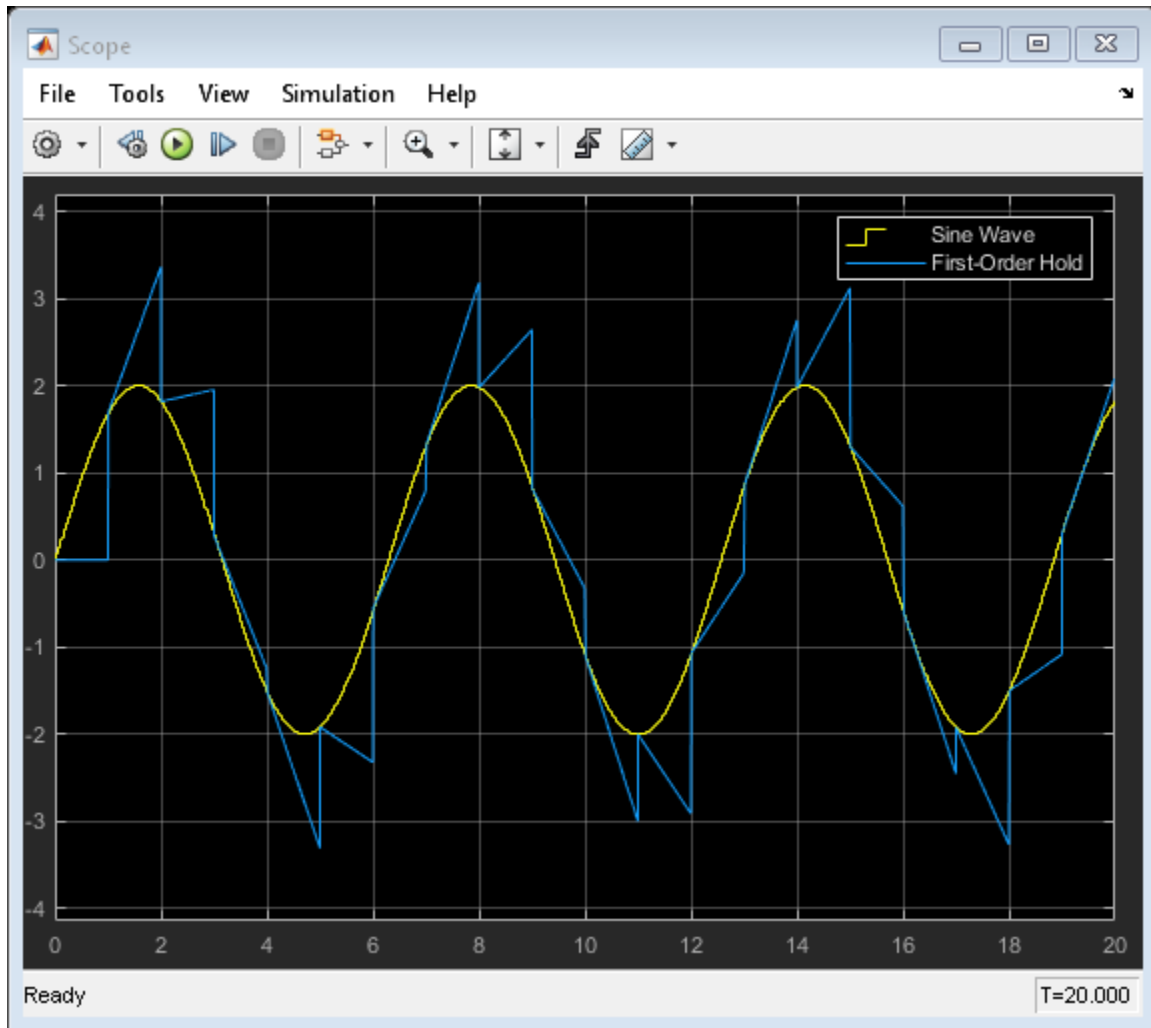 Scope
File Tools View Simulation Help
4
3
2
1
0
-1
-2
-3
-4
Sine Wave
First-Order Hold
0 2 4 6 8 10 12 14 16 18 20
Ready T=20.000